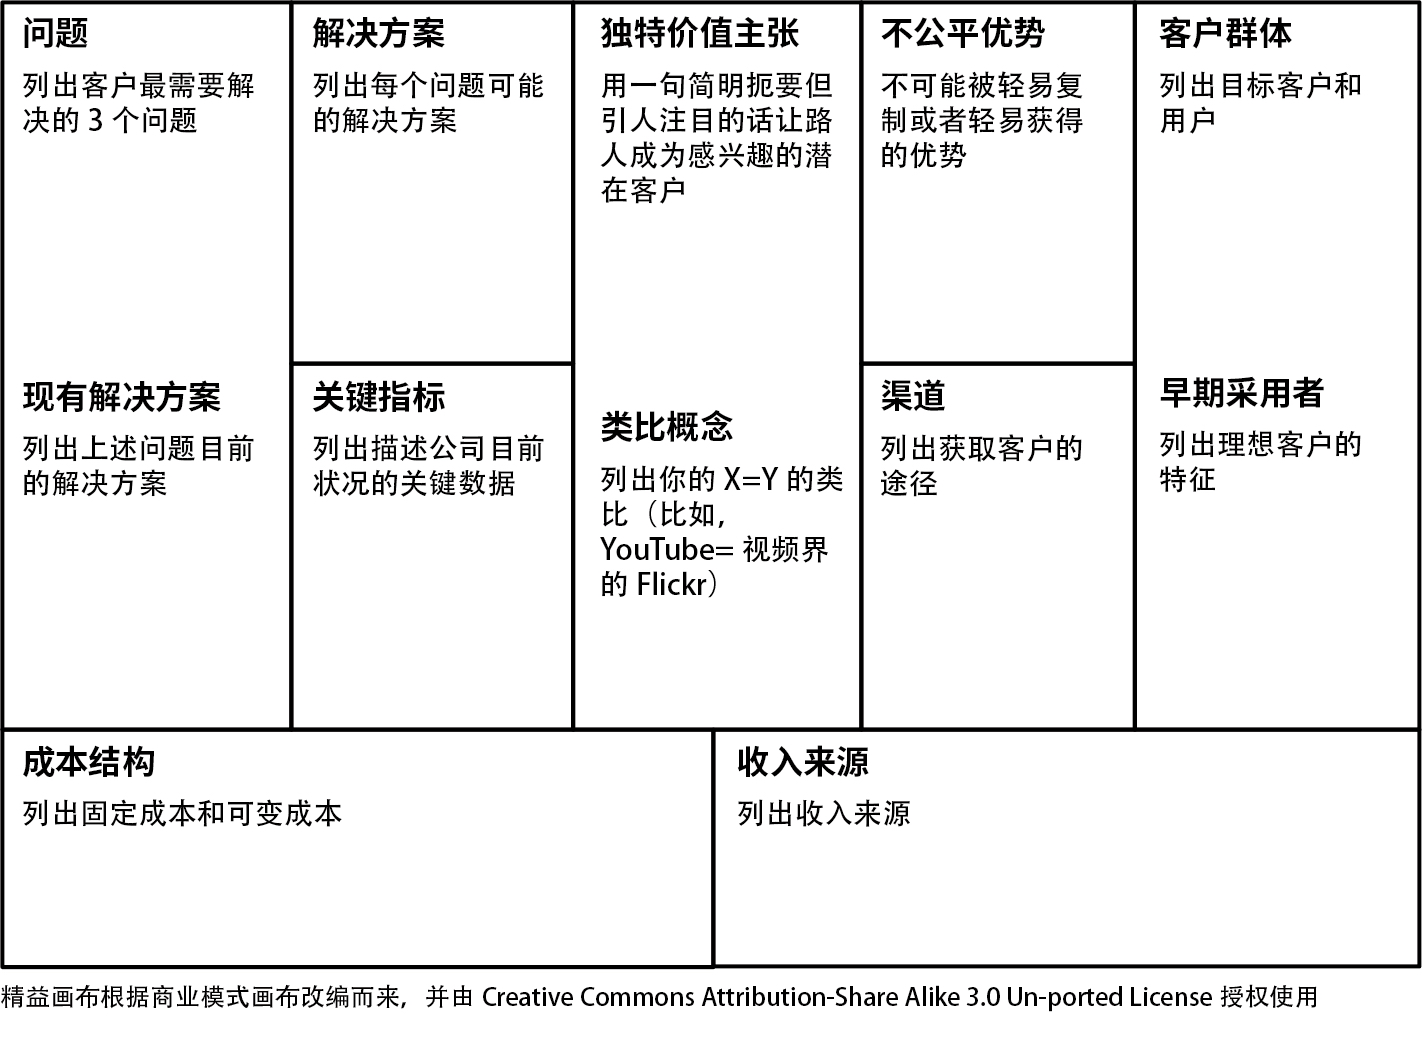 问题
列出客户最需要解
决的 3 个问题
现有解决方案
列出上述问题目前
的解决方案
解决方案
列出每个问题可能
的解决方案
关键指标
列出描述公司目前
状况的关键数据
独特价值主张
用一句简明扼要但
引人注目的话让路
人成为感兴趣的潜
在客户
类比概念
列出你的 X=Y 的类
比（比如，
YouTube= 视频界
的 Flickr）
不公平优势
不可能被轻易复
制或者轻易获得
的优势
渠道
列出获取客户的
途径
客户群体
列出目标客户和
用户
早期采用者
列出理想客户的
特征
成本结构
列出固定成本和可变成本
收入来源
列出收入来源
精益画布根据商业模式画布改编而来，并由 Creative Commons Attribution-Share Alike 3.0 Un-ported License 授权使用